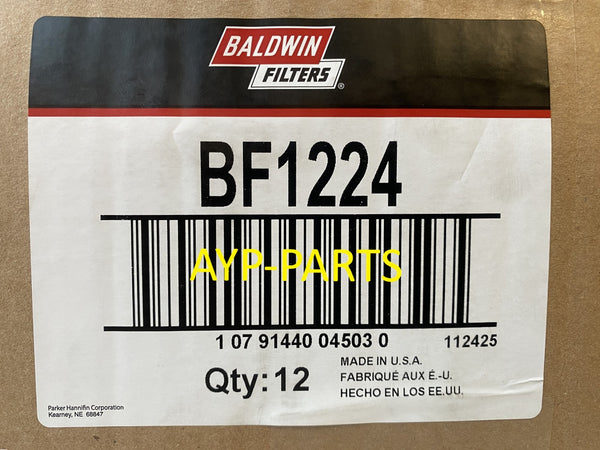 BALDWIN
FILTERS®
BF1224
AYP-PARTS
1 07 91440 04503 0
112425
Qty: 12
MADE IN U.S.A.
FABRIQUÉ AUX É.-U.
HECHO EN LOS EE.UU.
Parker Hannifin Corporation
Kearney, NE 68847